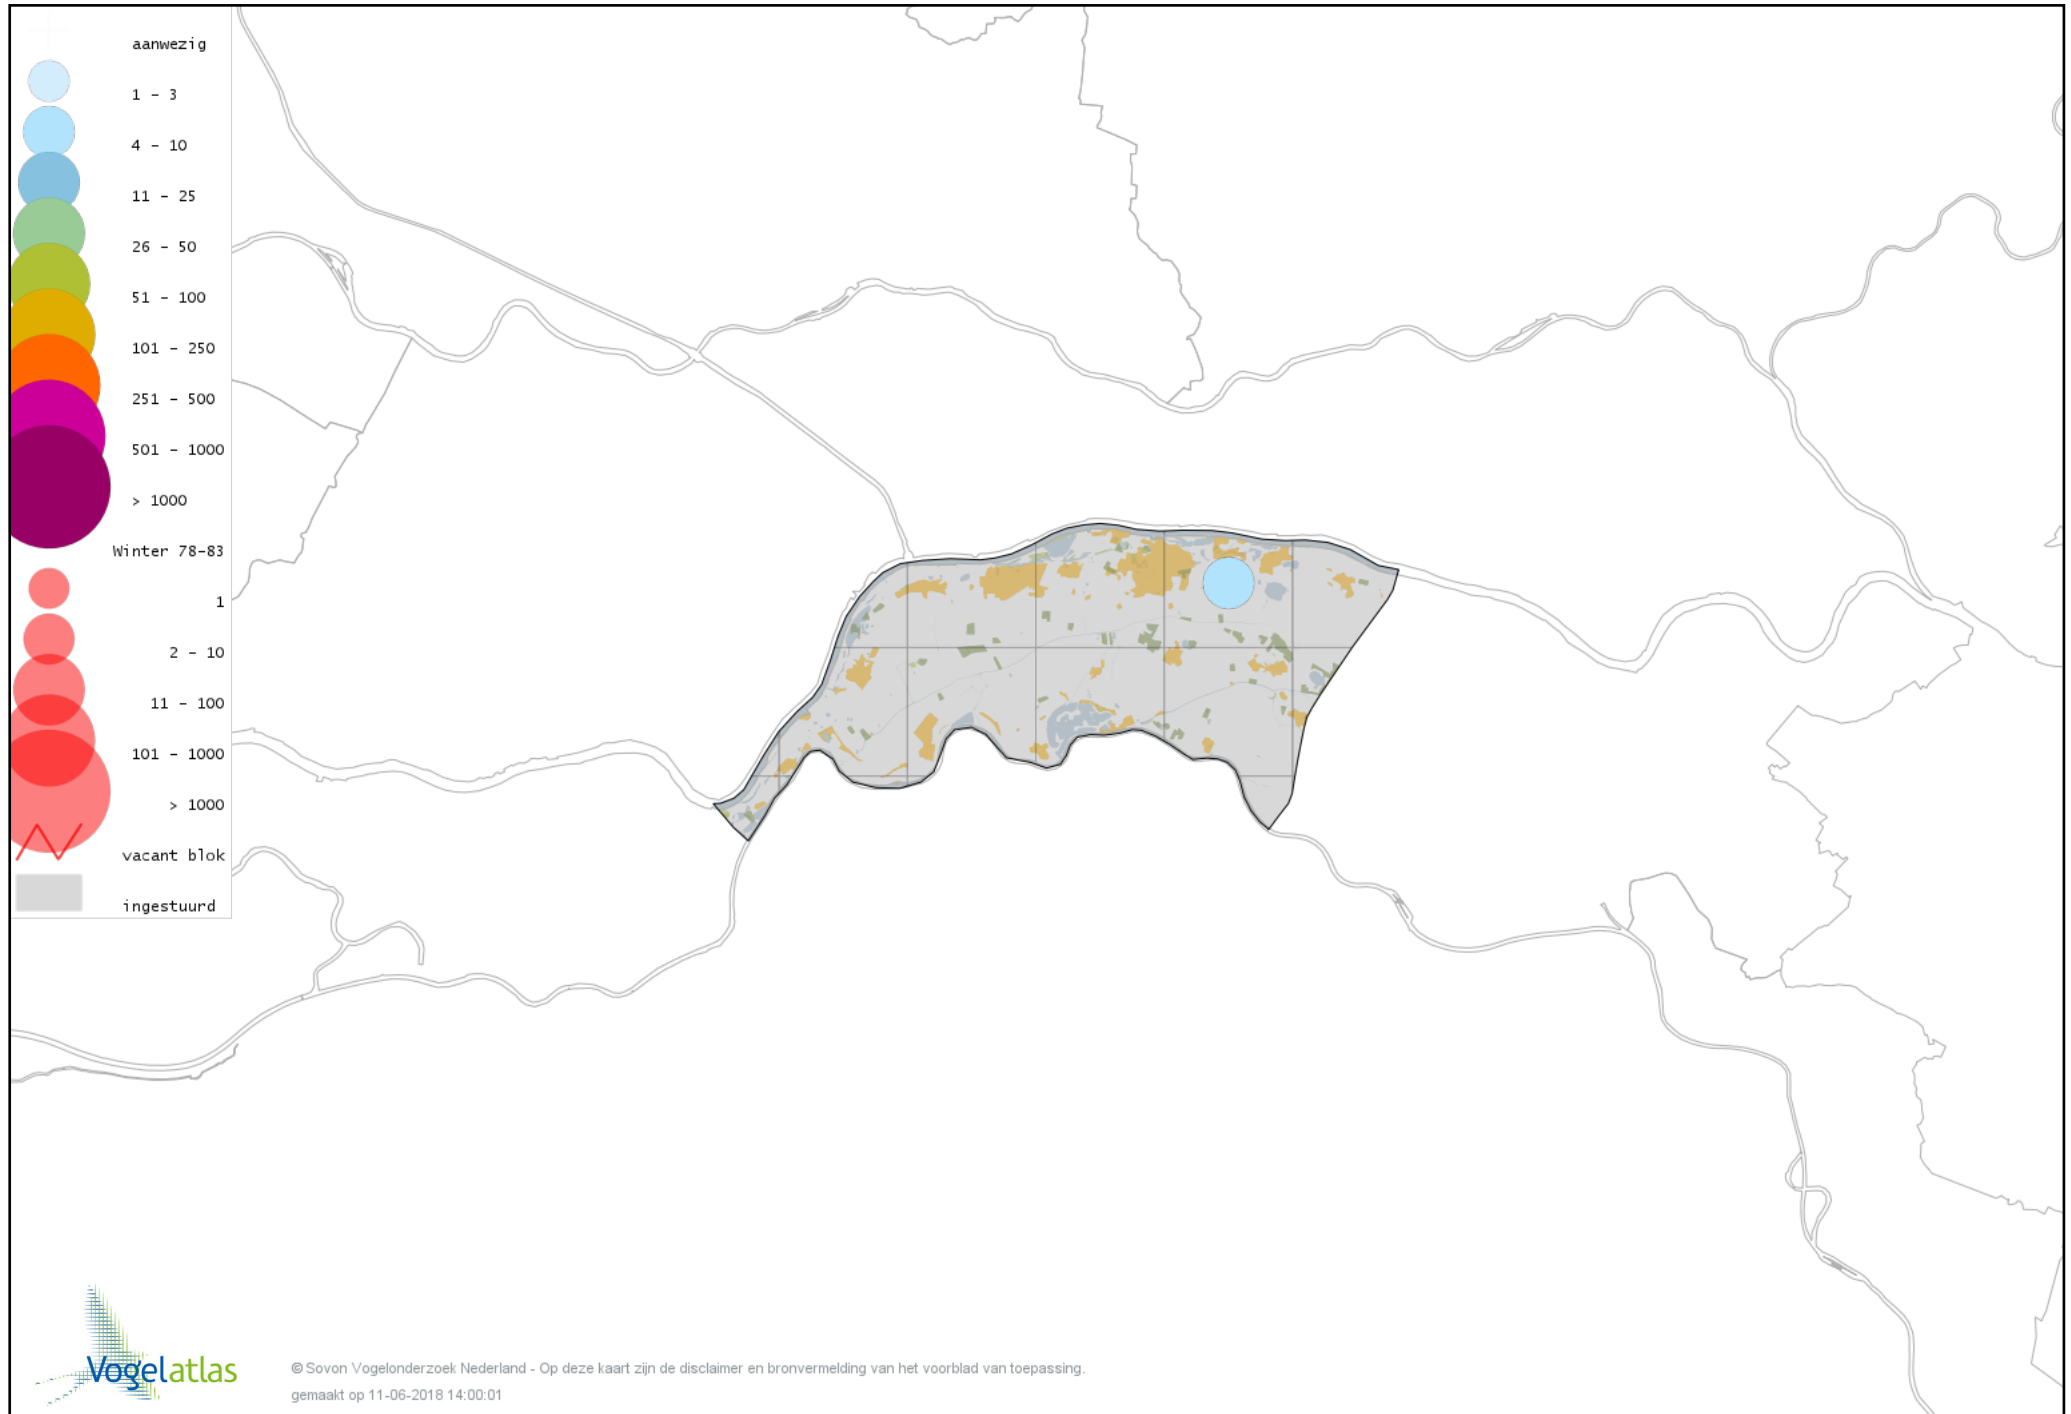 aanwezig
1 - 3
4 - 10
11 - 25
26 - 50
51 - 100
101 - 250
251 - 500
501 - 1000
> 1000
Winter 78-83
1
2 - 10
11 - 100
101 - 1000
> 1000
vacant blok
ingestuurd
Vogelatlas
© Sovon Vogelonderzoek Nederland - Op deze kaart zijn de disclaimer en bronvermelding van het voorblad van toepassing.
gemaakt op 11-06-2018 14:00:01